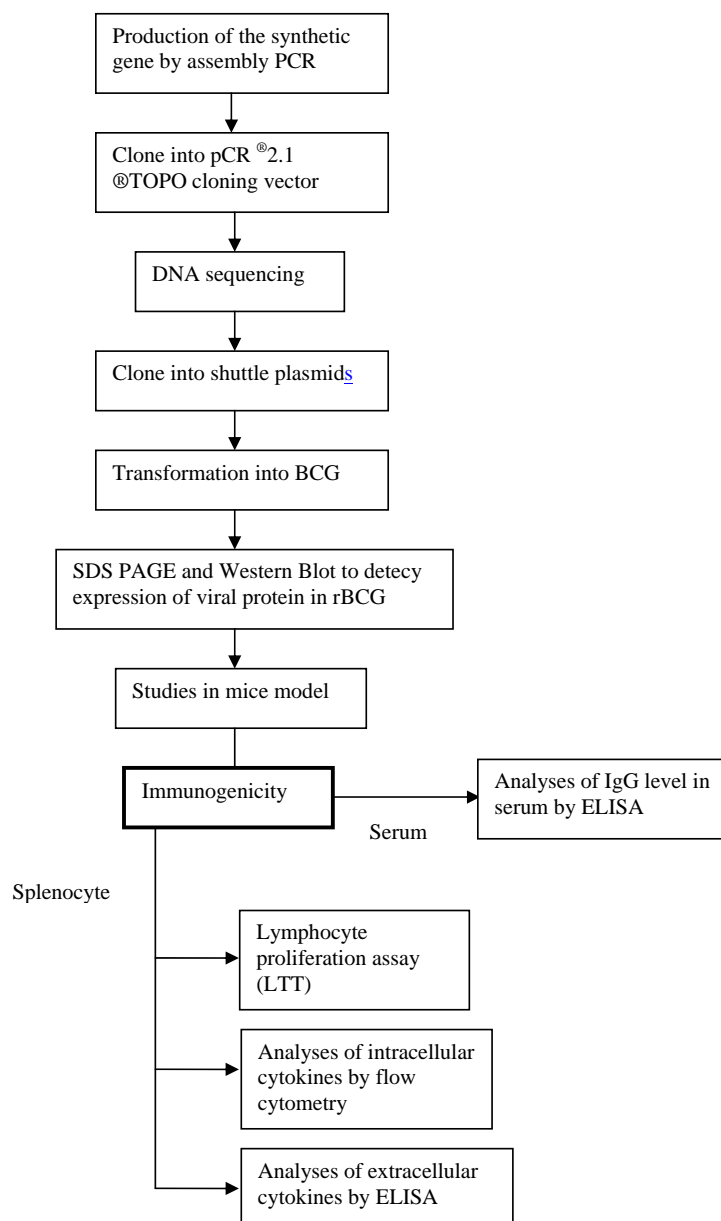 Production of the synthetic
gene by assembly PCR
Clone into pCR ®2.1
®TOPO cloning vector
DNA sequencing
Clone into shuttle plasmids
Transformation into BCG
SDS PAGE and Western Blot to detecy
expression of viral protein in rBCG
Studies in mice model
Immunogenicity
Analyses of IgG level in
serum by ELISA
Serum
Splenocyte
Lymphocyte
proliferation assay
(LTT)
Analyses of intracellular
cytokines by flow
cytometry
Analyses of extracellular
cytokines by ELISA